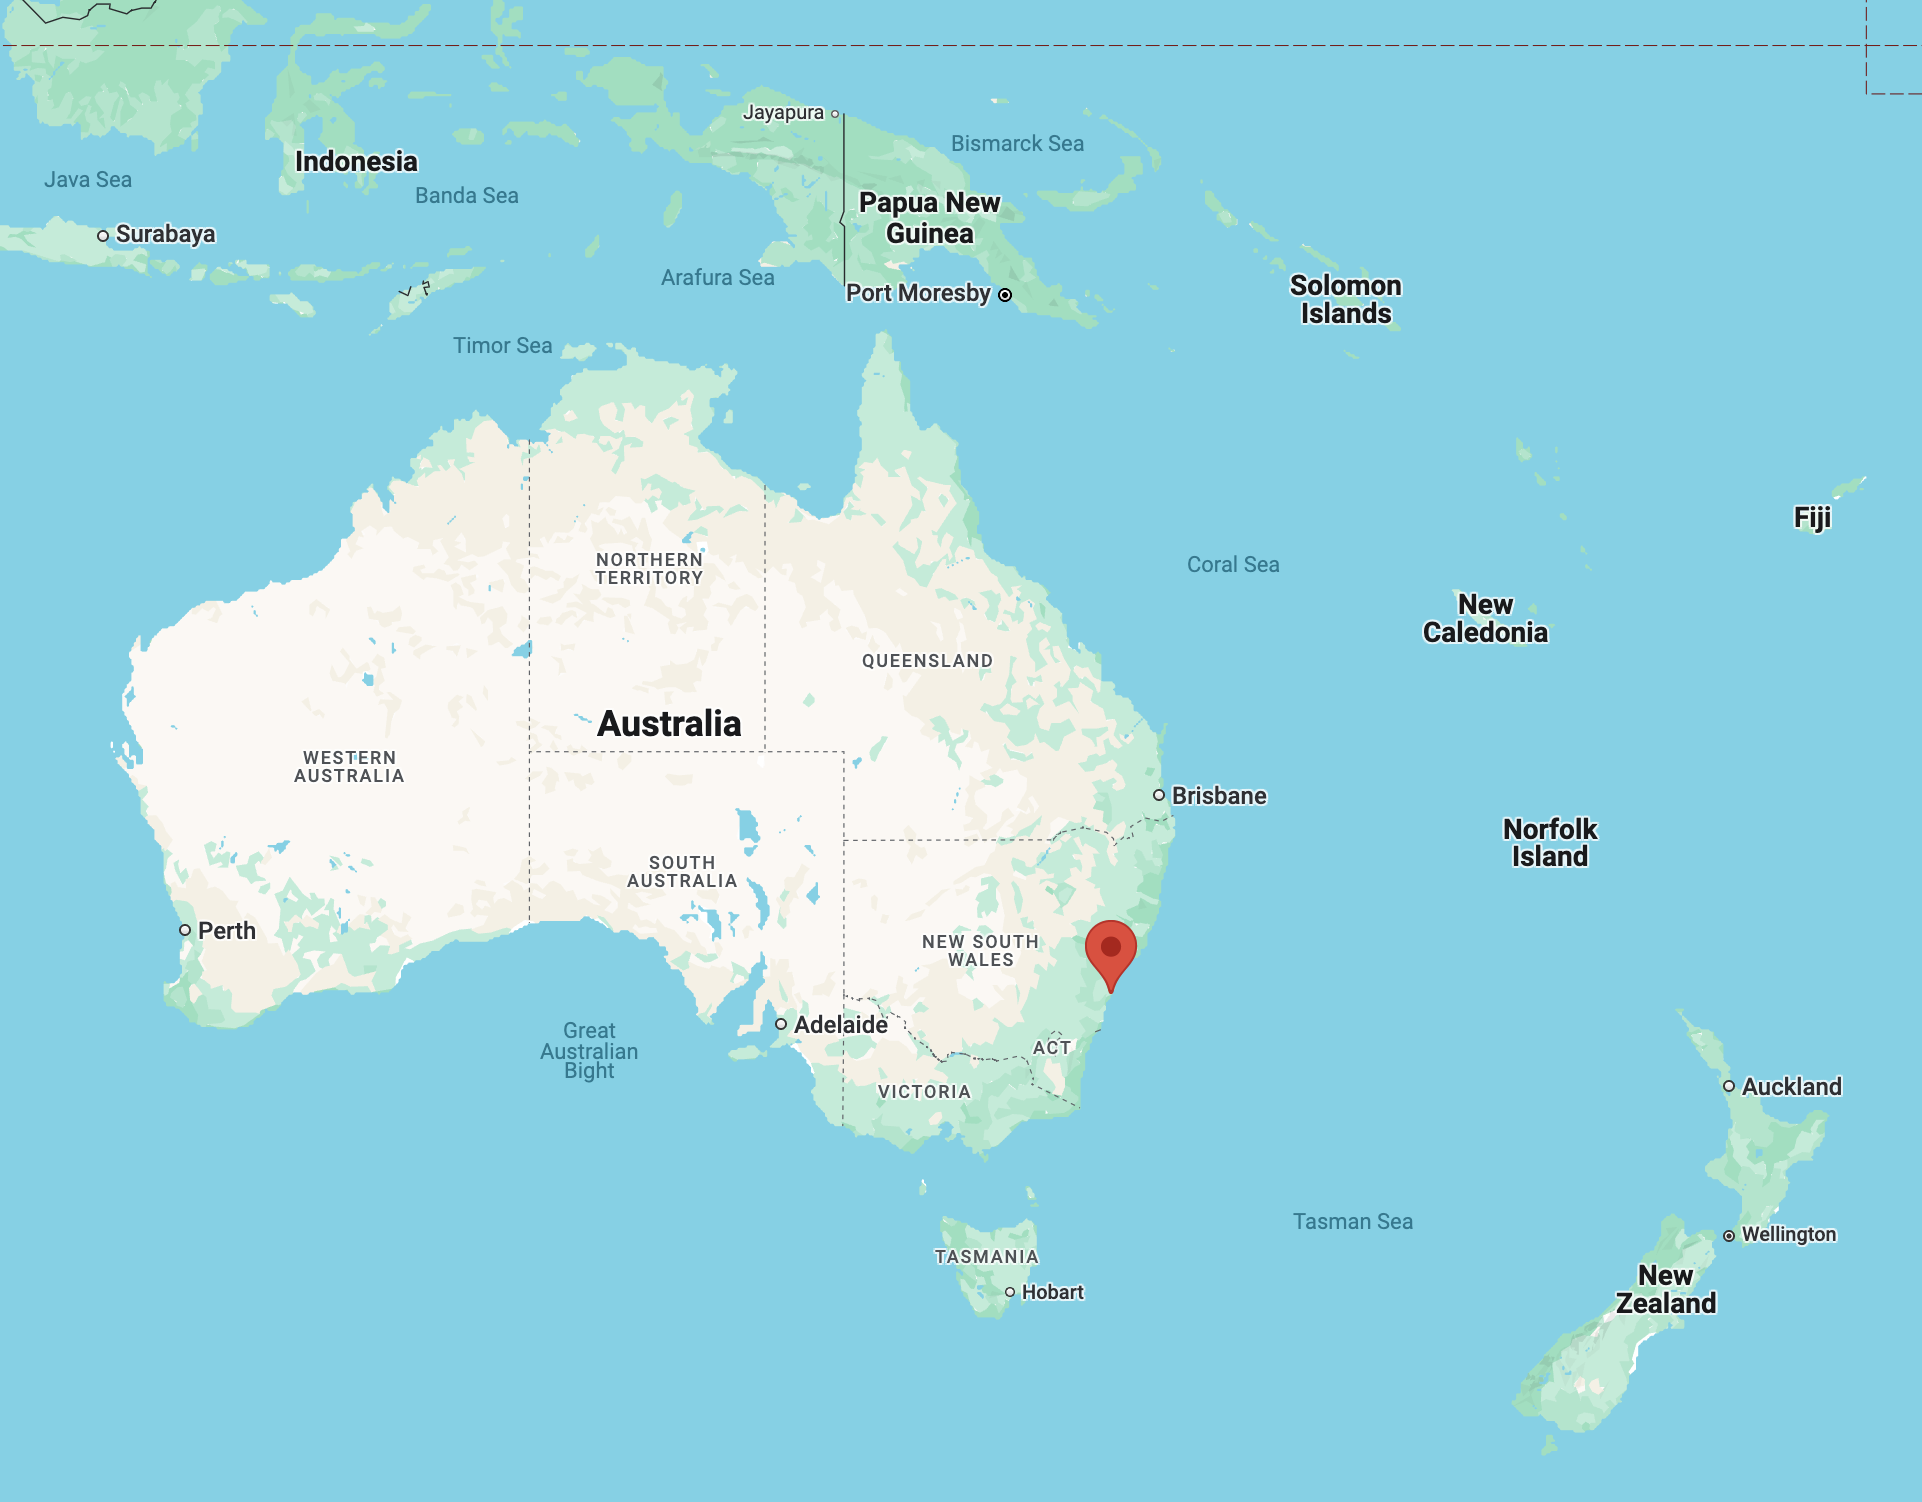 Jayapura
Bismarck Sea
Indonesia
Java Sea
Banda Sea
Papua New
Guinea
Surabaya
Arafura Sea
Port Moresby
Solomon
Islands
Timor Sea
Fiji
NORTHERN
TERRITORY
Coral Sea
New
Caledonia
QUEENSLAND
Australia
WESTERN
AUSTRALIA
Brisbane
Norfolk
Island
SOUTH
AUSTRALIA
Perth
NEW SOUTH
WALES
Adelaide
Great
Australian
Bight
ACT
VICTORIA
Auckland
Tasman Sea
Wellington
TASMANIA
Hobart
New
Zealand